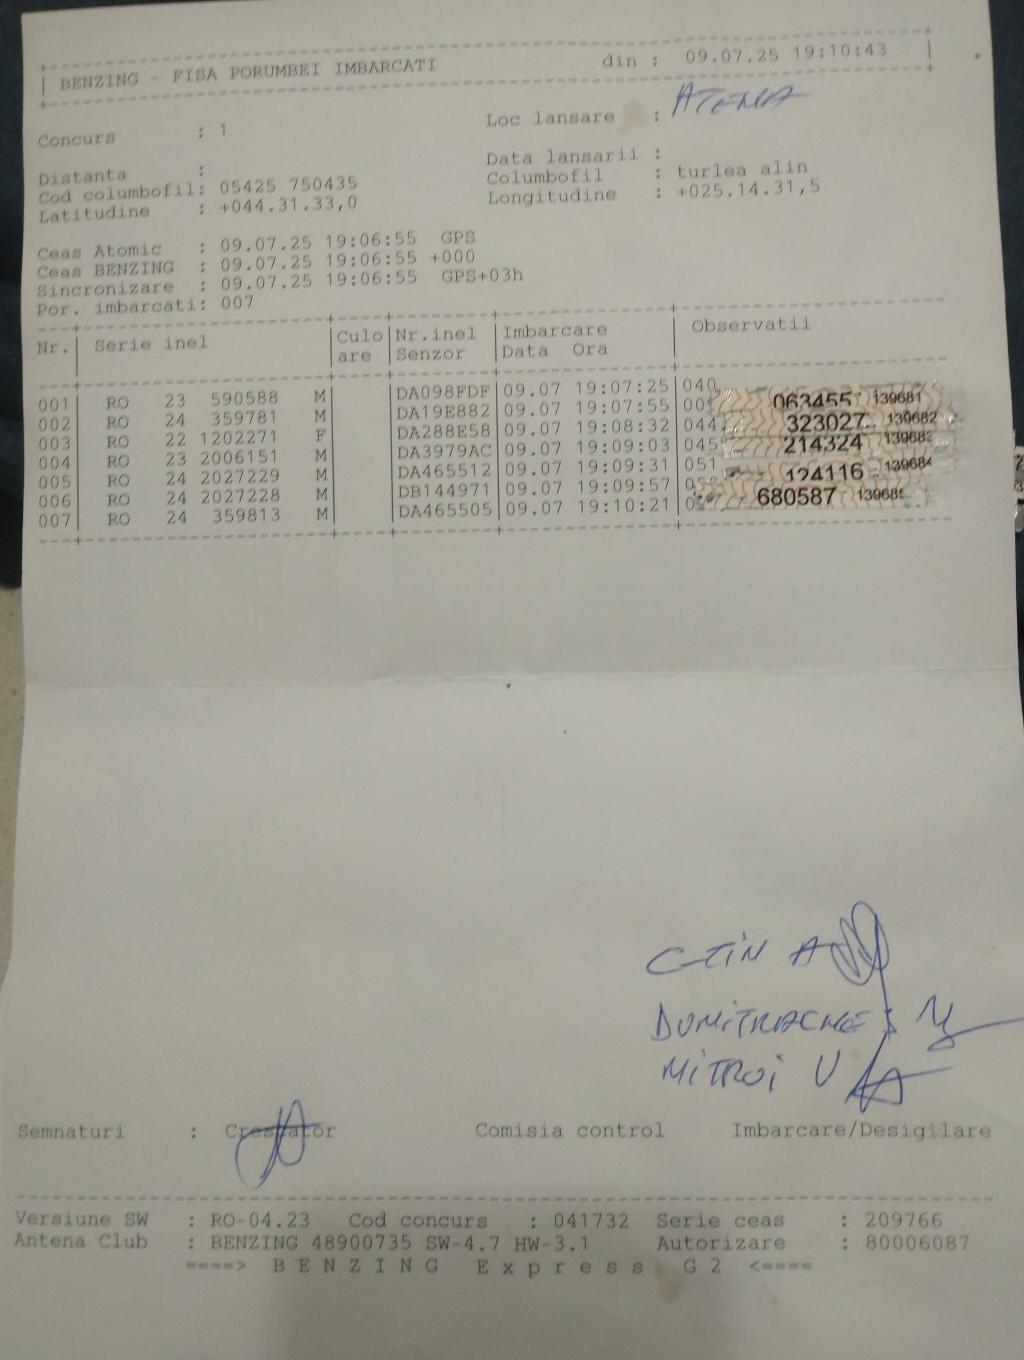 BENZING - FISA PORUMBEI IMBARCATI din : 09.07.25 19:10:43
Concurs : 1 Loc lansare : ATENA
Distanta : Data lansarii :
Cod columbofil: 05425 750435 Columbofil : turlea alin
Latitudine : +044.31.33,0 Longitudine : +025.14.31,5
Ceas Atomic : 09.07.25 19:06:55 GPS
Ceas BENZING : 09.07.25 19:06:55 +000
Sincronizare : 09.07.25 19:06:55 GPS+03h
Por. imbarcati: 007
Nr. Serie inel Culo Nr.inel Imbarcare Observatii
are Senzor Data Ora
001 RO 23 590588 M DA098FDF 09.07 19:07:25 040 063455 139681
002 RO 24 359781 M DA19E882 09.07 19:07:55 323027 139682
003 RO 22 1202271 F DA288E58 09.07 19:08:32 044 214324
004 RO 23 2006151 M DA3979AC 09.07 19:09:03 045 124116 139684
005 RO 24 2027229 M DA465512 09.07 19:09:31 051 680587
006 RO 24 2027228 M DB144971 09.07 19:09:57
007 RO 24 359813 M DA465505 09.07 19:10:21
C-TIN A
DUMITRACHE
MITROI V
Semnaturi : Crescator Comisia control Imbarcare/Desigilare
Versiune SW : RO-04.23 Cod concurs : 041732 Serie ceas : 209766
Antena Club : BENZING 48900735 SW-4.7 HW-3.1 Autorizare : 80006087
====> B E N Z I N G E x p r e s s G 2 <====